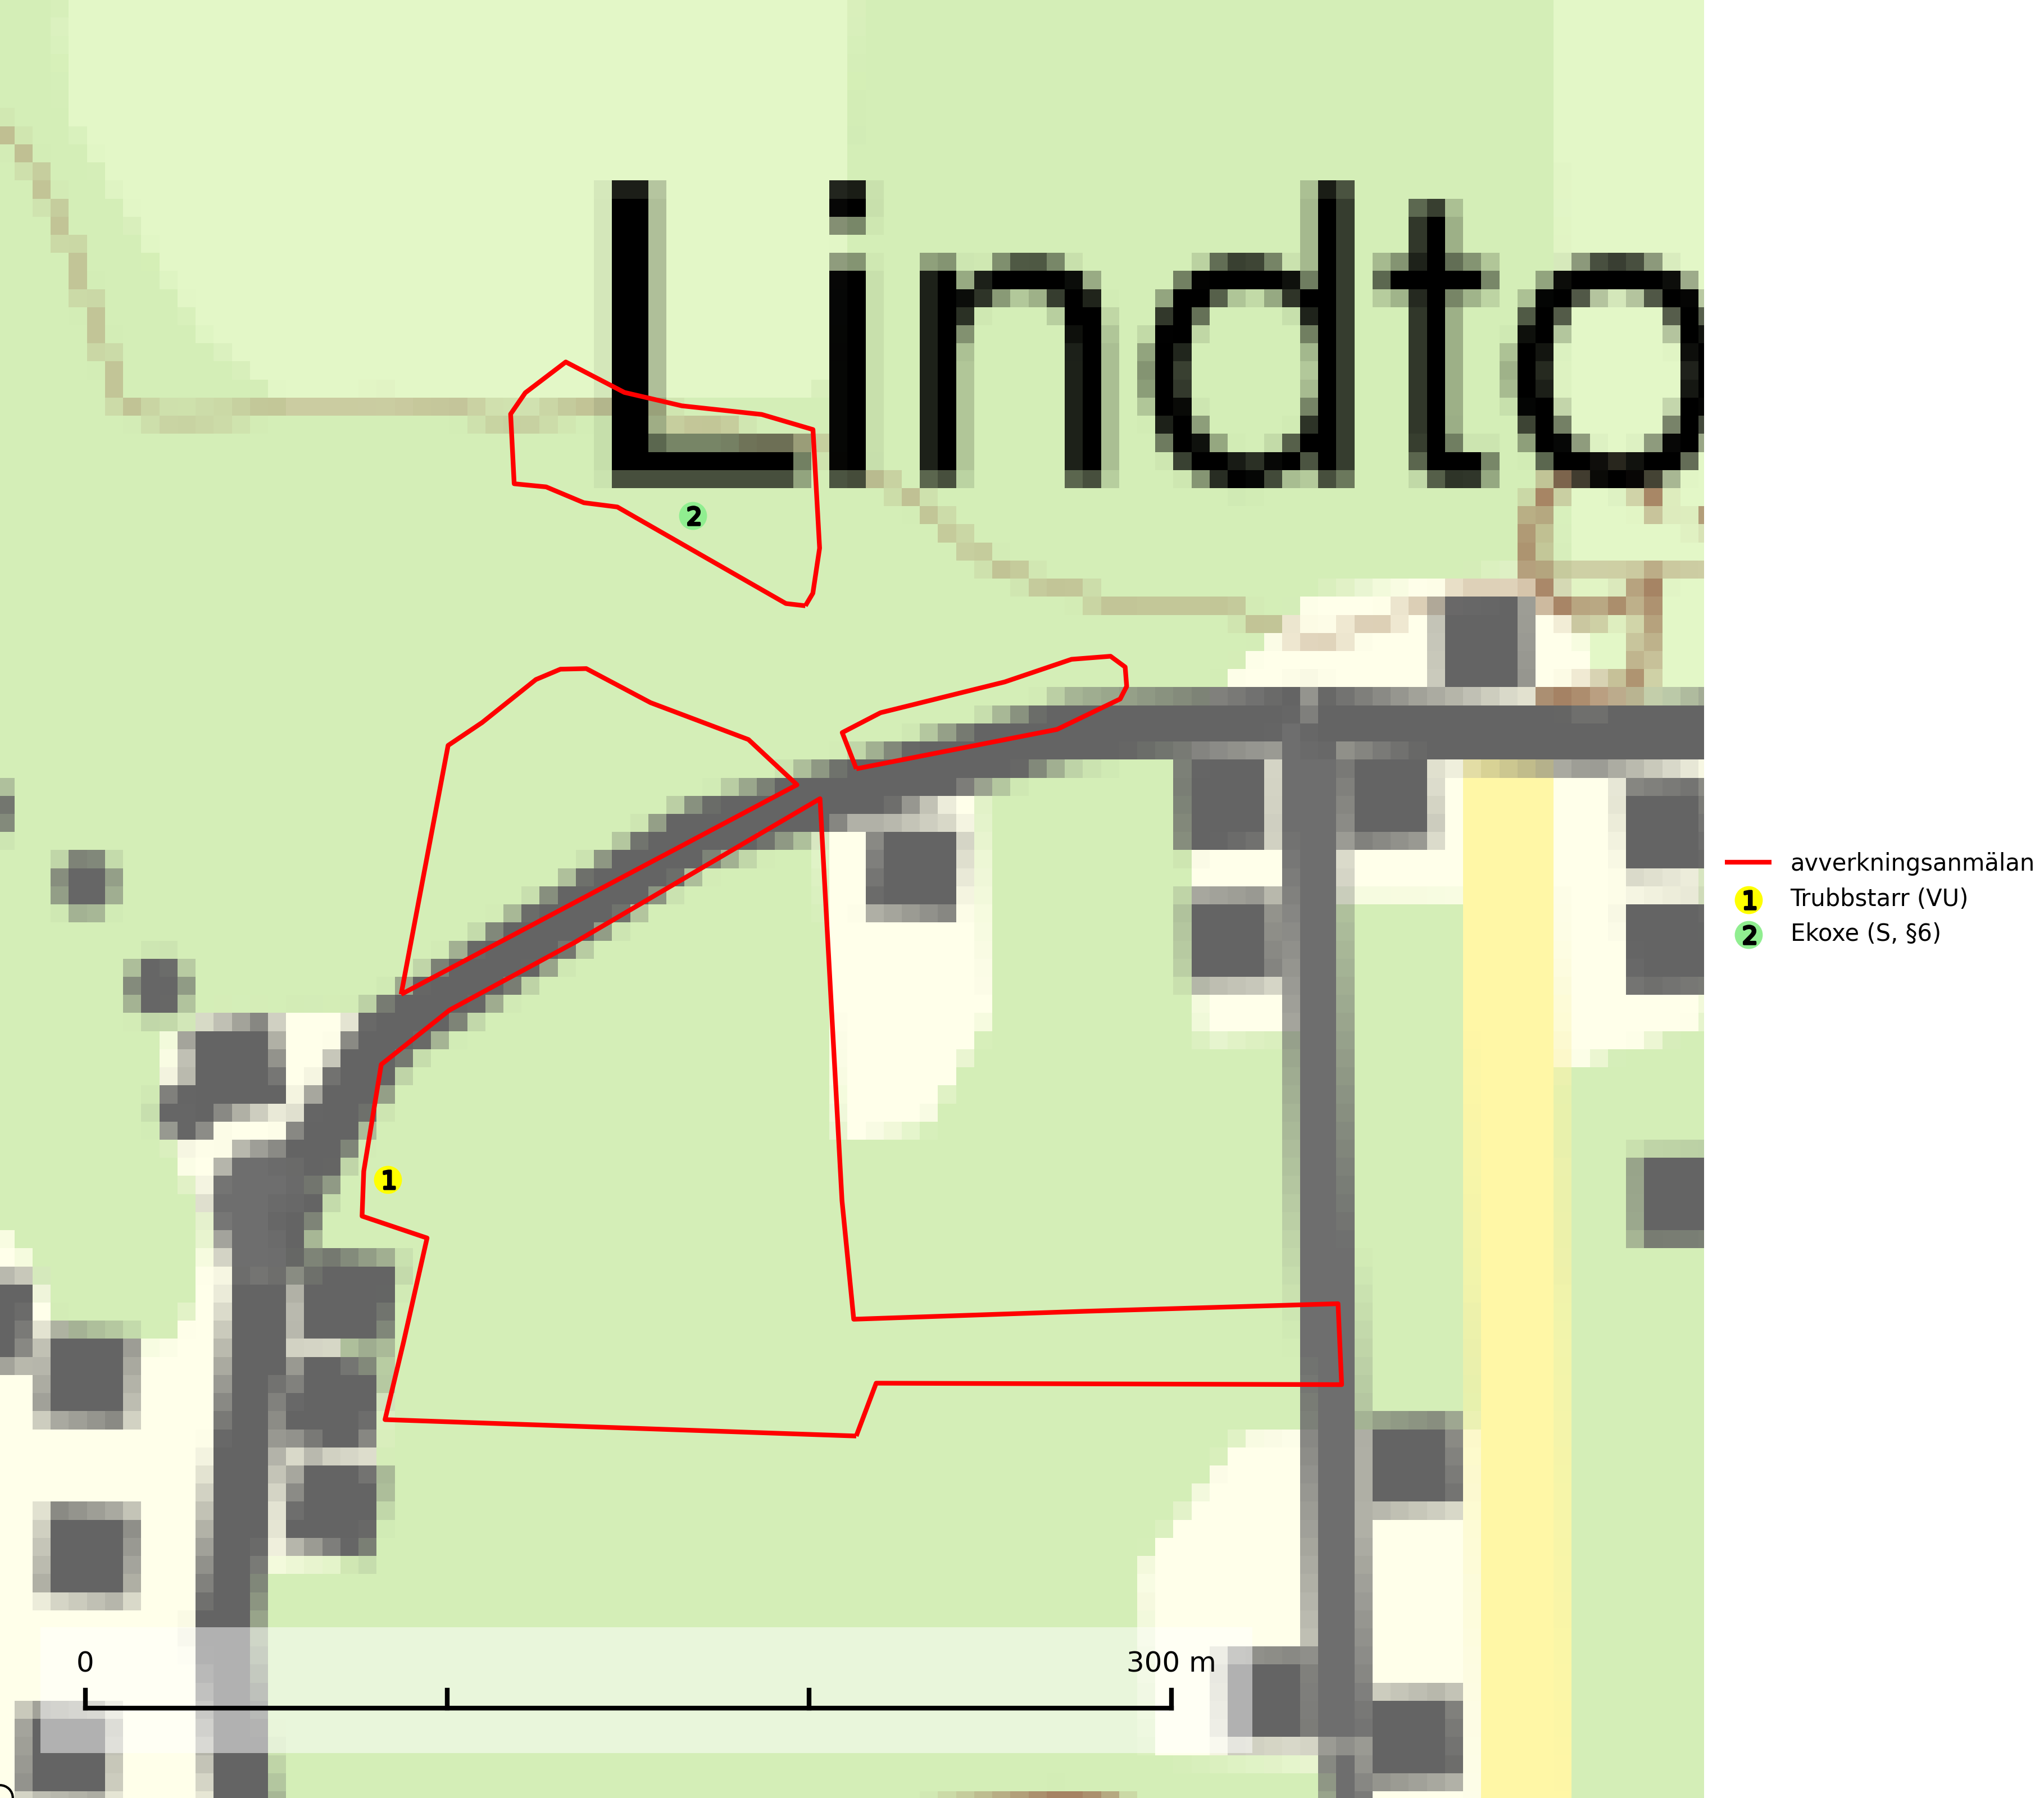 Lindto
2
avverkningsanmälan
1 Trubbstarr (VU)
2 Ekoxe (S, §6)
1
0 300 m